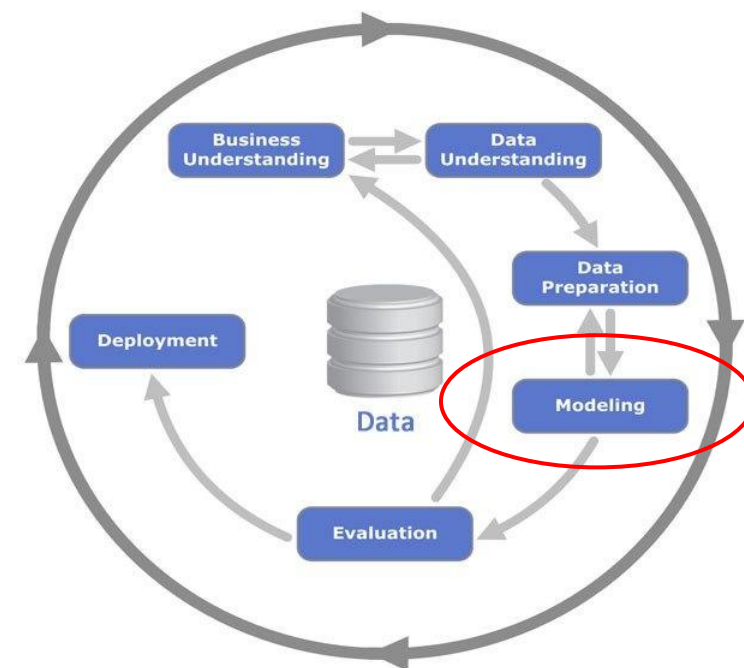 Business
Understanding
Data
Understanding
Data
Preparation
Deployment
Modeling
Data
Evaluation